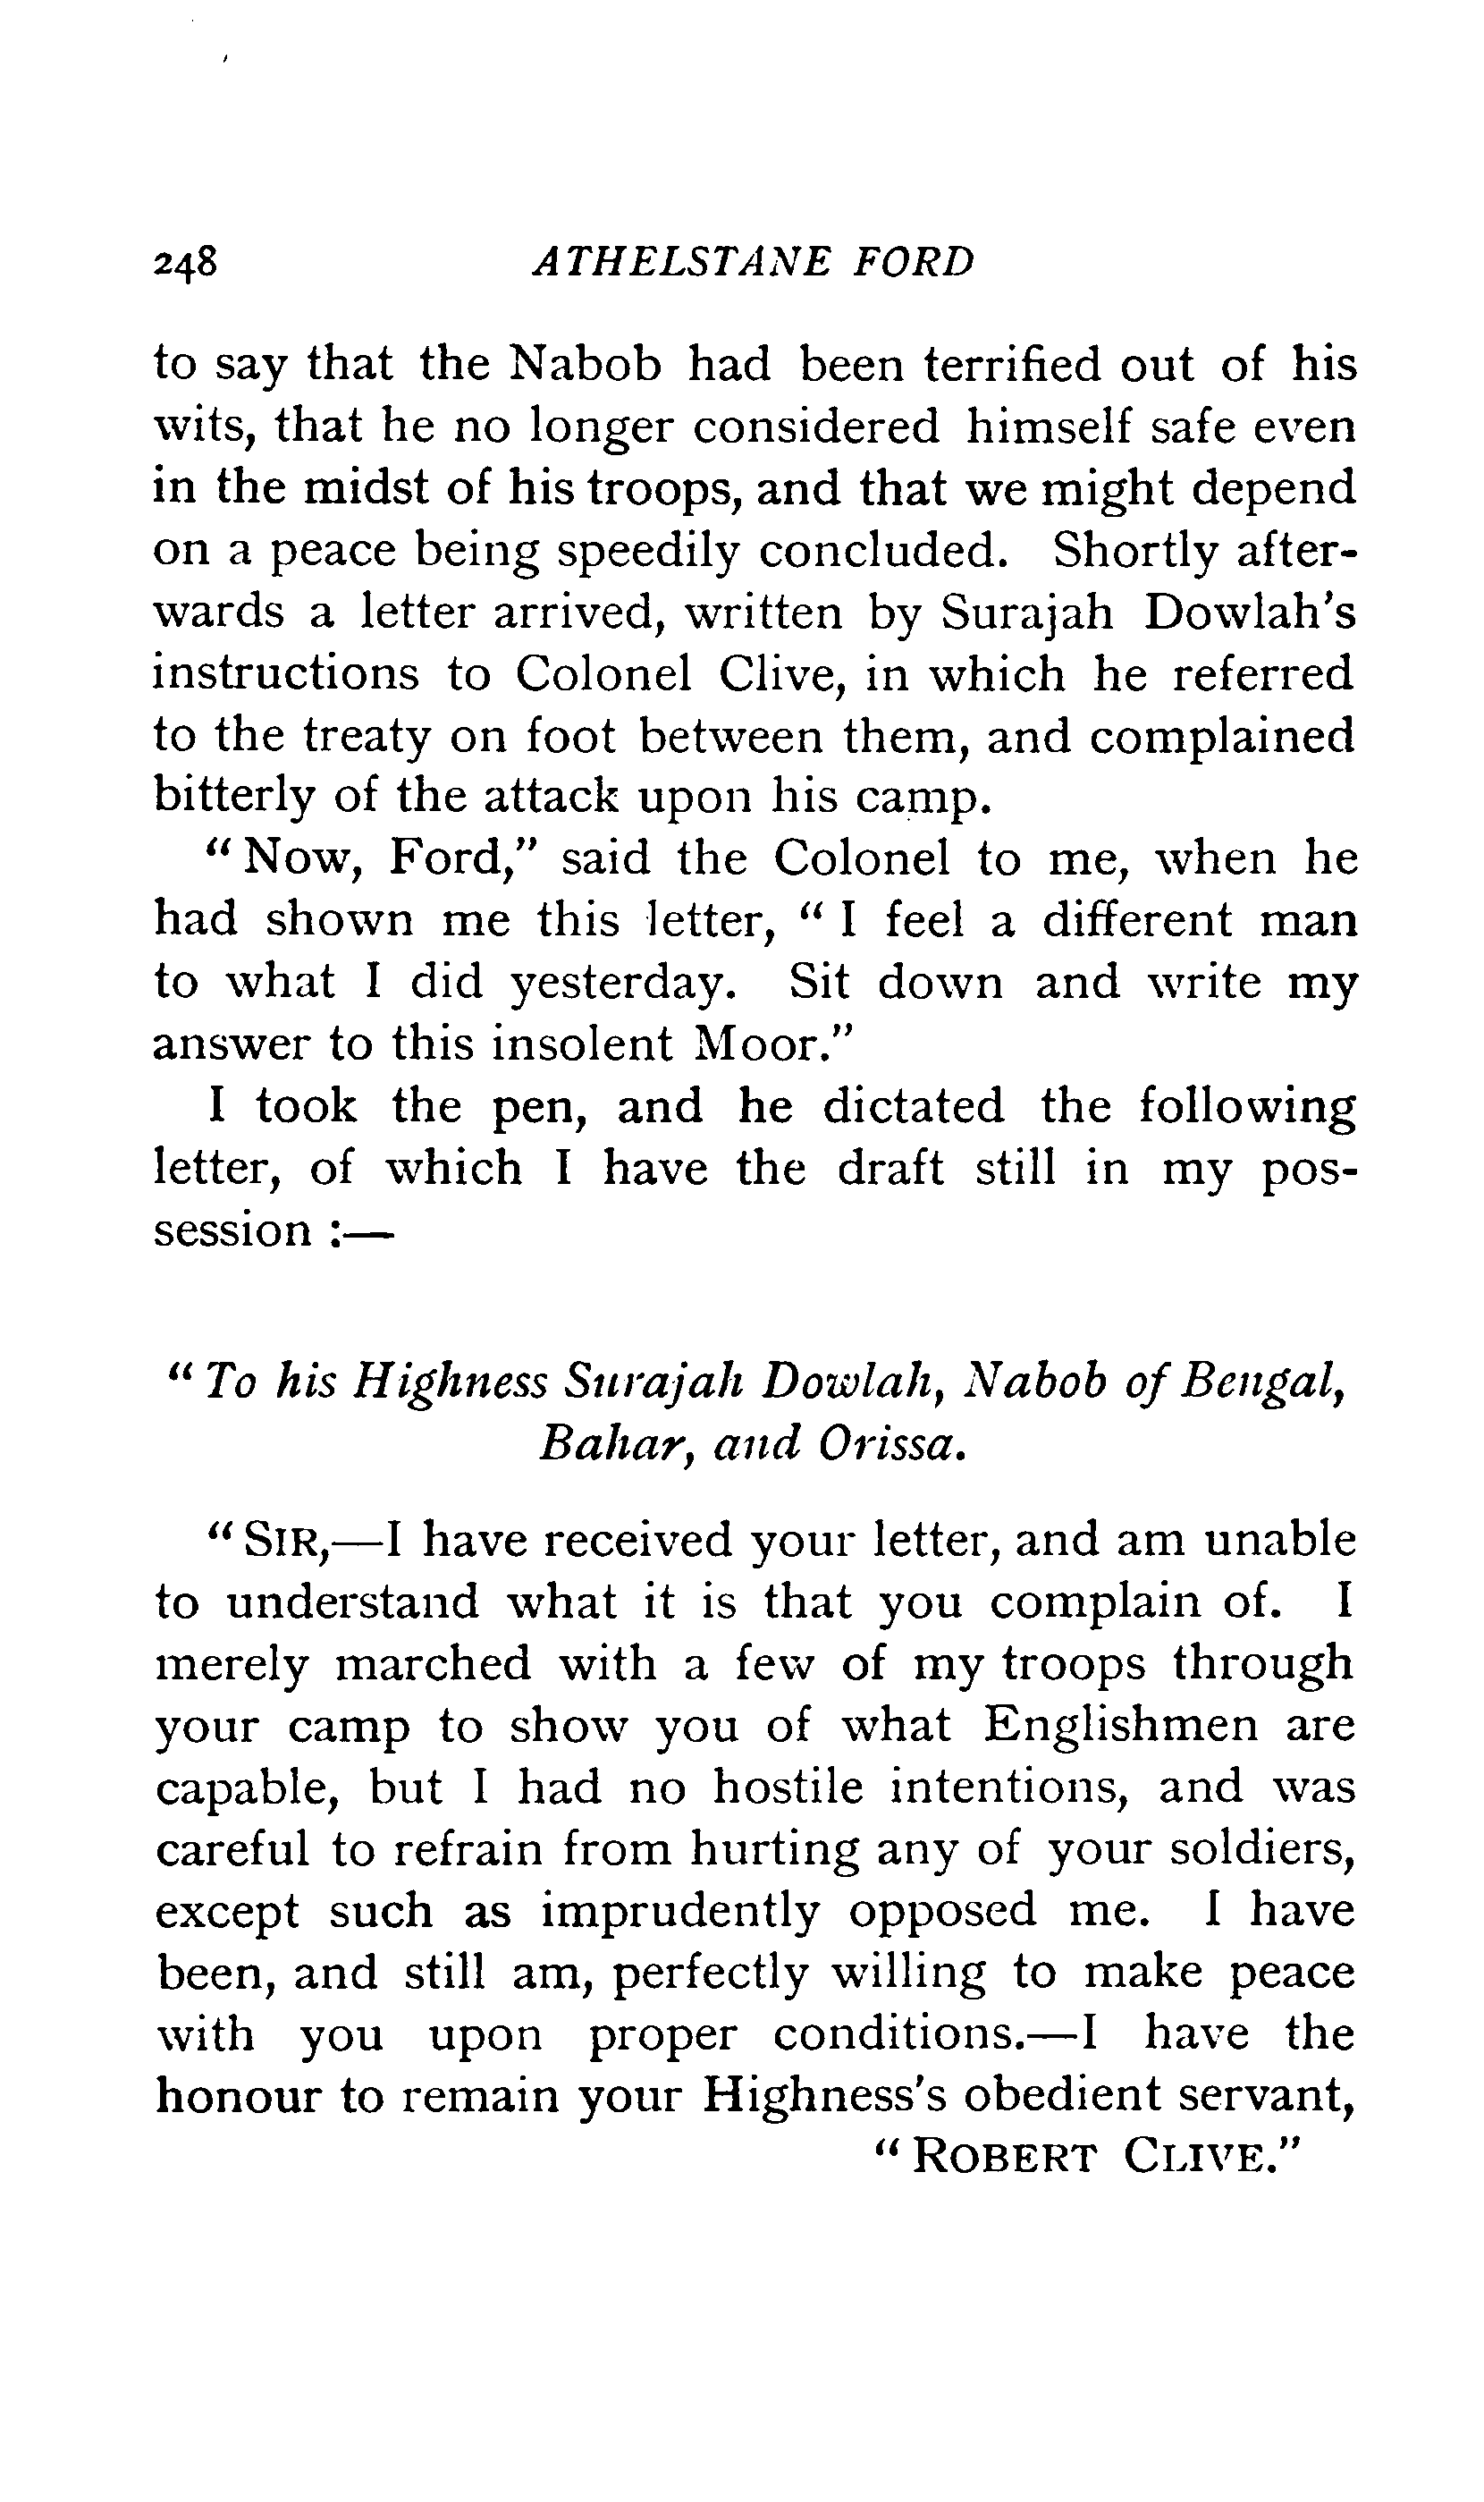 248 ATHELSTANE FORD
to say that the Nabob had been terrified out of his
wits, that he no longer considered himself safe even
in the midst of his troops, and that we might depend
on a peace being speedily concluded. Shortly after-
wards a letter arrived, written by Surajah Dowlah's
instructions to Colonel Clive, in which he referred
to the treaty on foot between them, and complained
bitterly of the attack upon his camp.
“ Now, Ford,” said the Colonel to me, when he
had shown me this letter, “ I feel a different man
to what I did yesterday. Sit down and write my
answer to this insolent Moor.”
I took the pen, and he dictated the following
letter, of which I have the draft still in my pos-
session :—
“ To his Highness Surajah Dowlah, Nabob of Bengal,
Bahar, and Orissa.
“ SIR,—I have received your letter, and am unable
to understand what it is that you complain of. I
merely marched with a few of my troops through
your camp to show you of what Englishmen are
capable, but I had no hostile intentions, and was
careful to refrain from hurting any of your soldiers,
except such as imprudently opposed me. I have
been, and still am, perfectly willing to make peace
with you upon proper conditions.—I have the
honour to remain your Highness's obedient servant,
“ ROBERT CLIVE.”